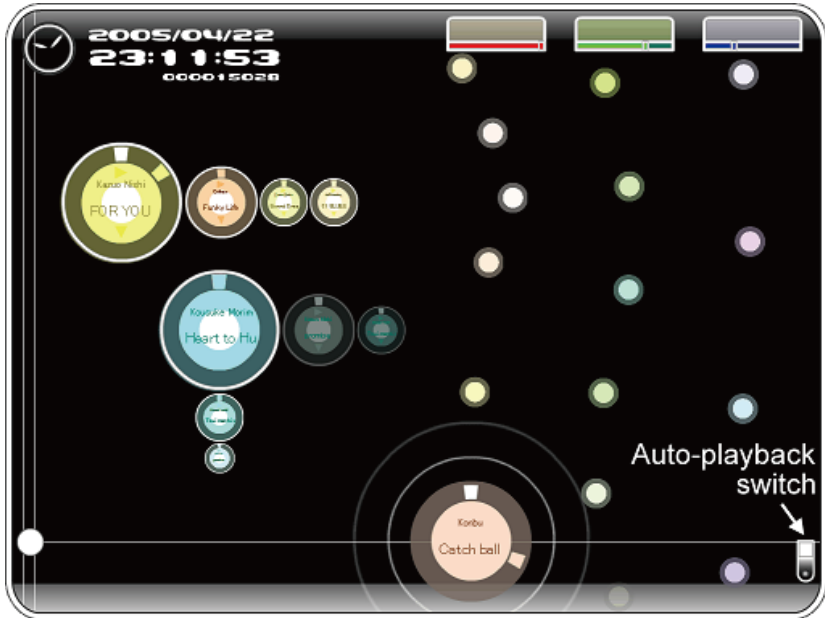 2005/04/22
23:11:53
000015028
Kazuo Nishi
FOR YOU
Funky Life
Kousuke Morim
Heart to Hu
Auto-playback
switch
Konbu
Catch ball